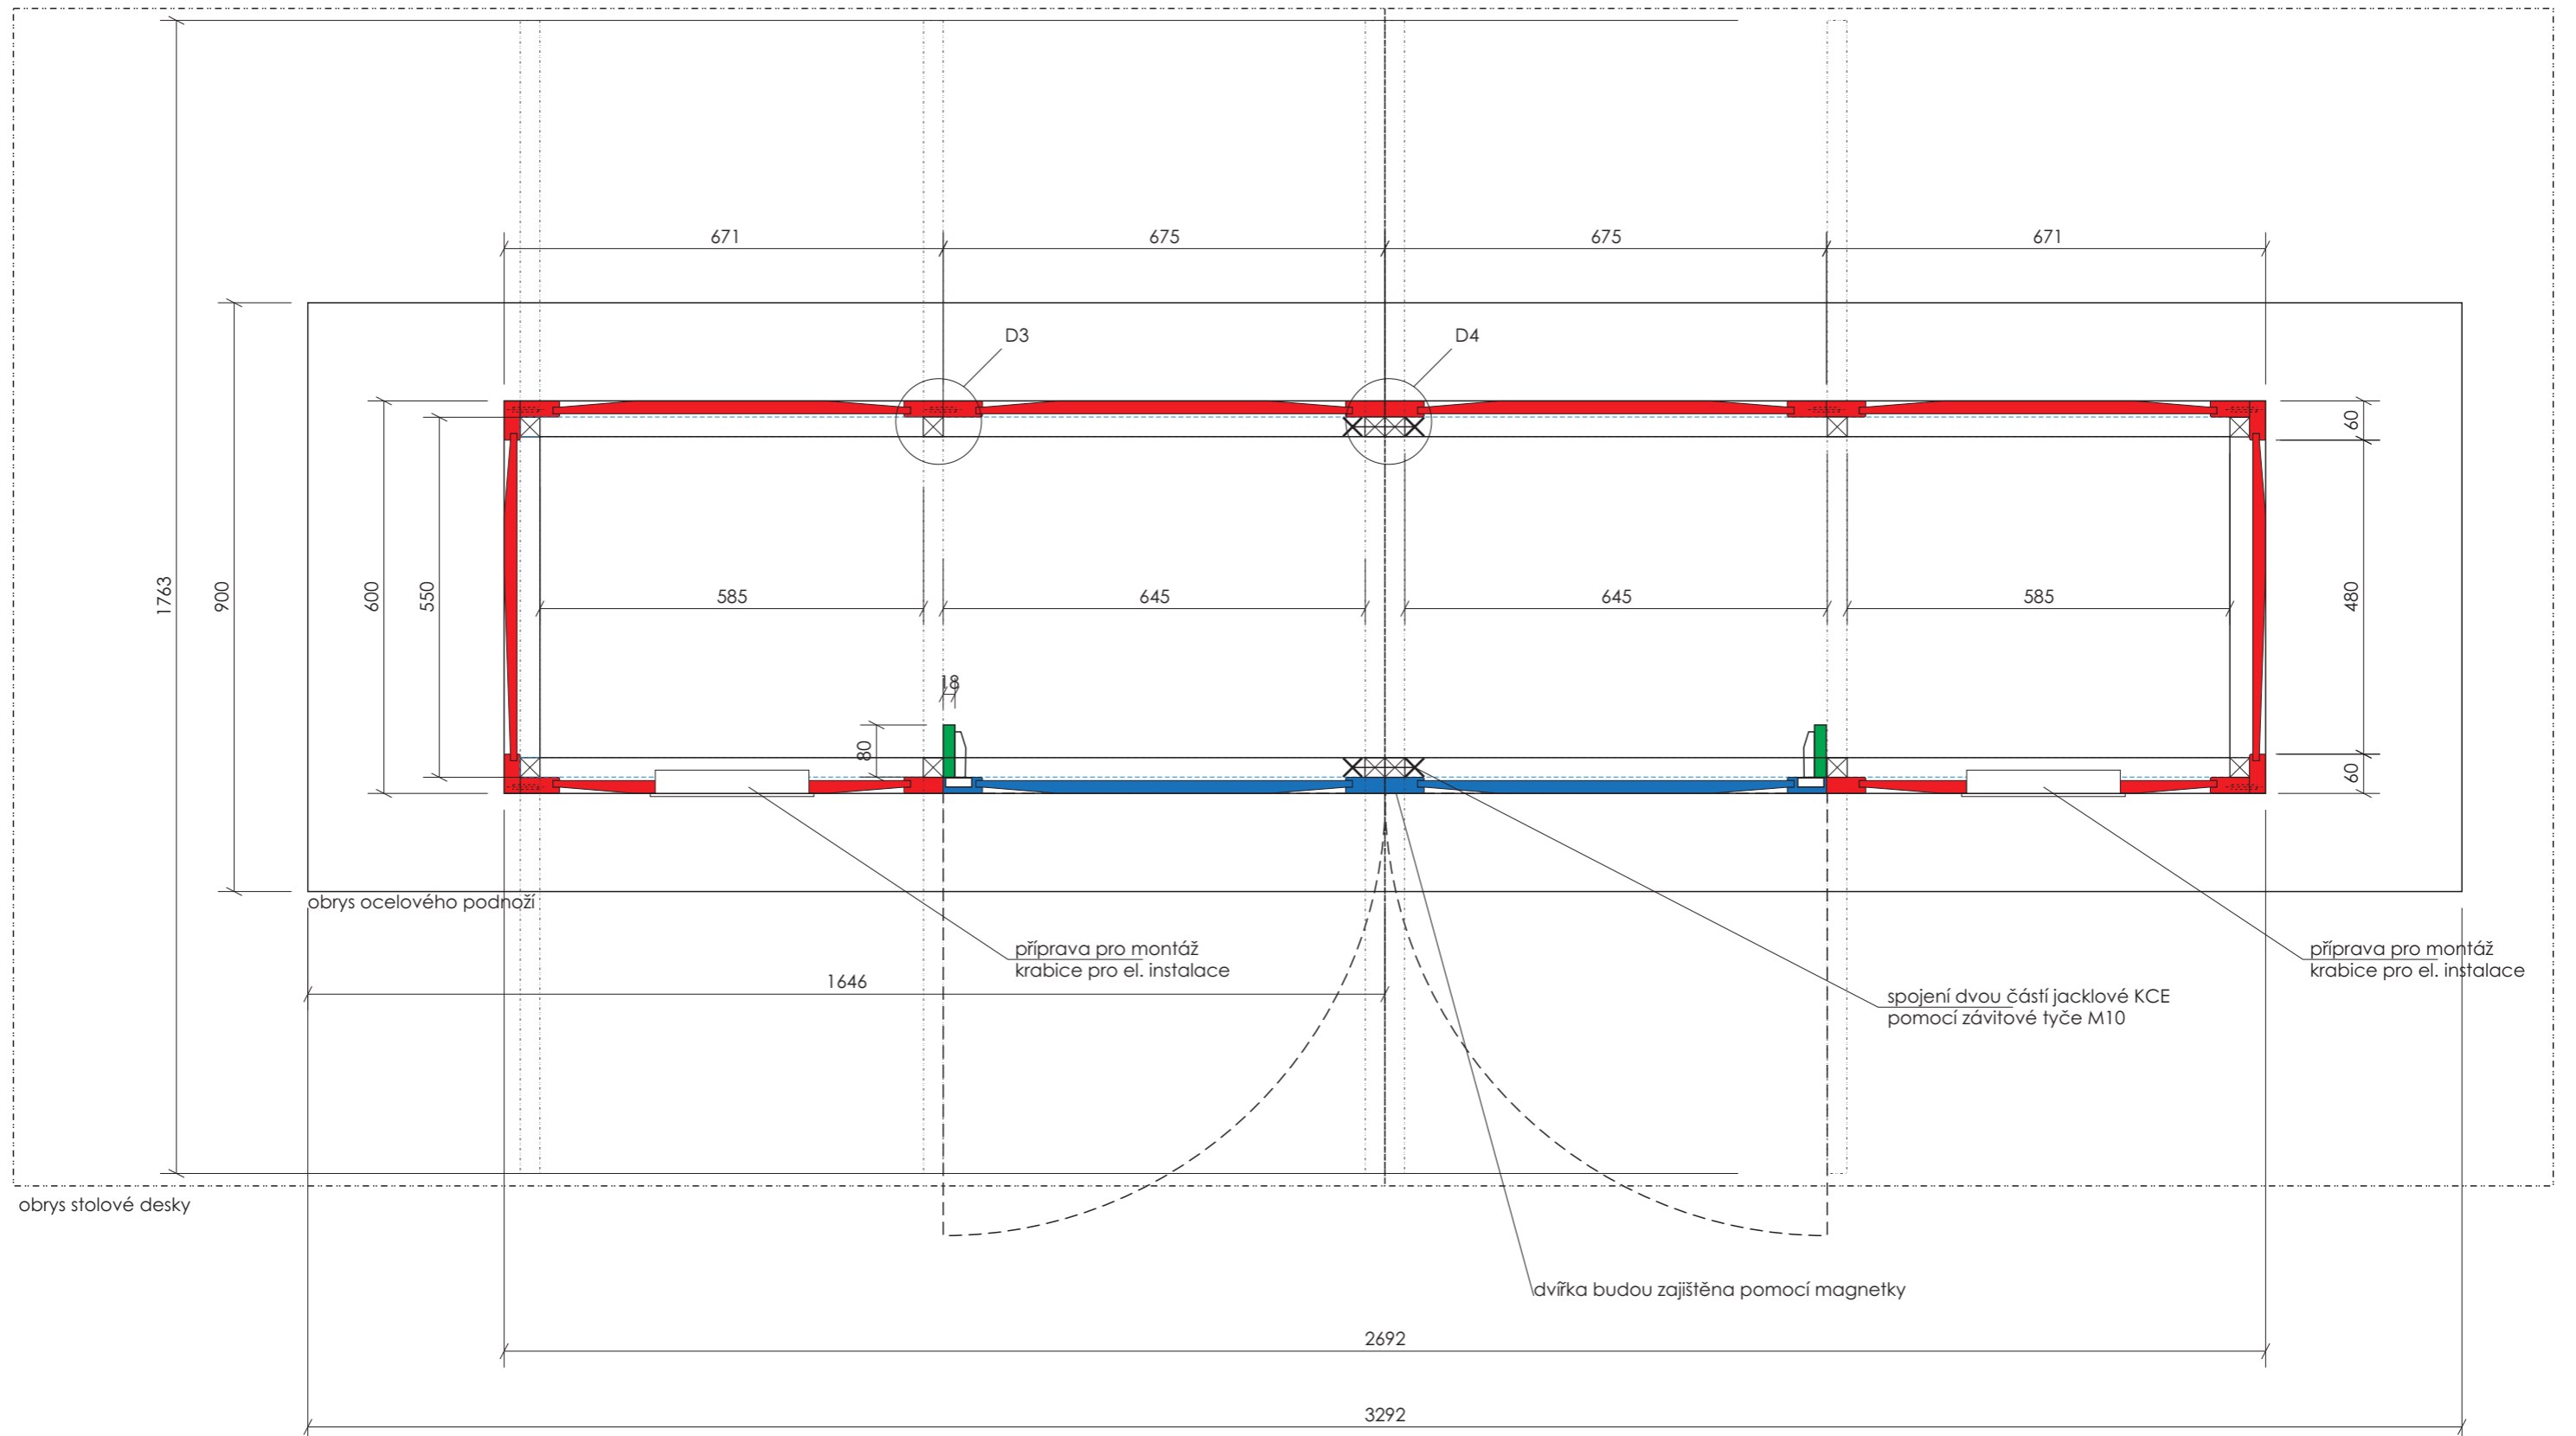 671
675
675
671
D3
D4
60
1763
900
600
550
585
645
645
585
480
18
80
60
obrys ocelového podnoží
příprava pro montáž
krabice pro el. instalace
příprava pro montáž
krabice pro el. instalace
1646
spojení dvou částí jacklové KCE
pomocí závitové tyče M10
obrys stolové desky
dvířka budou zajištěna pomocí magnetky
2692
3292